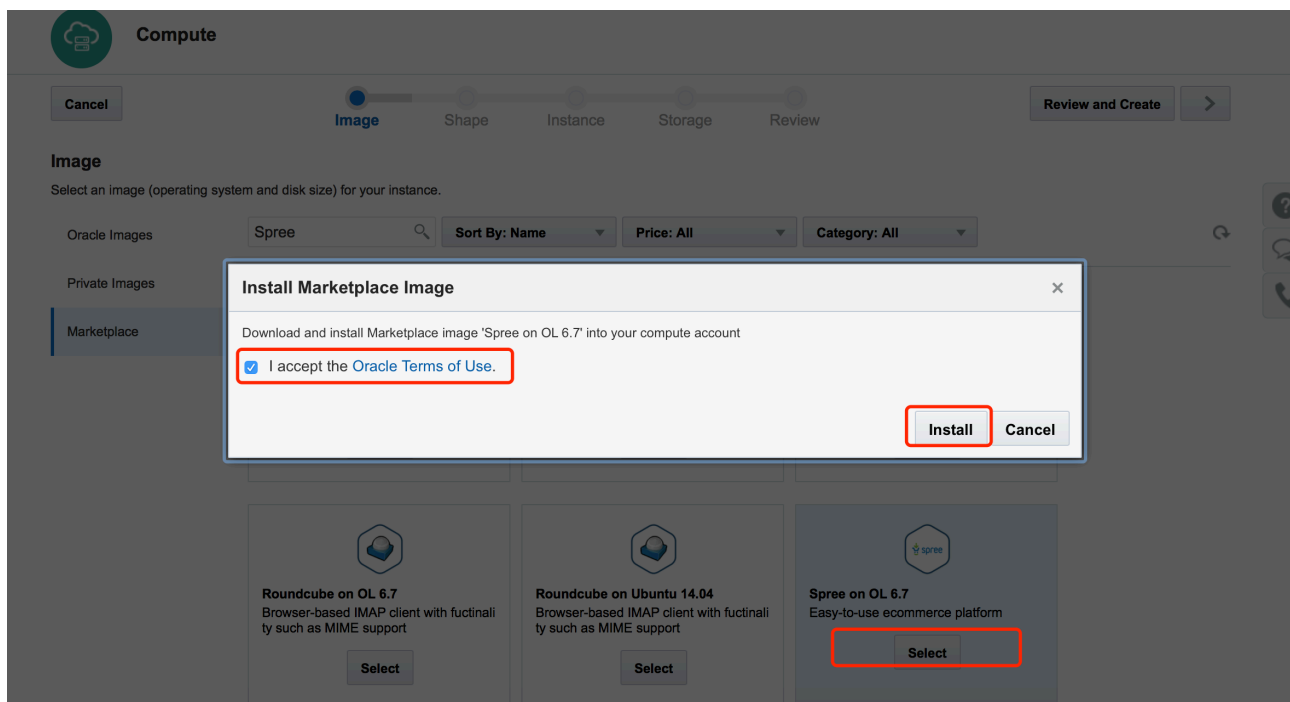 Compute
Cancel
Image
Shape
Instance
Storage
Review
Review and Create
Image
Select an image (operating system and disk size) for your instance.
Oracle Images
Spree
Sort By: Name
Price: All
Category: All
Private Images
Marketplace
Install Marketplace Image
Download and install Marketplace image 'Spree on OL 6.7' into your compute account
I accept the Oracle Terms of Use.
Install
Cancel
Roundcube on OL 6.7
Browser-based IMAP client with fuctinali
ty such as MIME support
Select
Roundcube on Ubuntu 14.04
Browser-based IMAP client with fuctinali
ty such as MIME support
Select
spree
Spree on OL 6.7
Easy-to-use ecommerce platform
Select